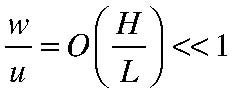 w/u = O(H/L) << 1